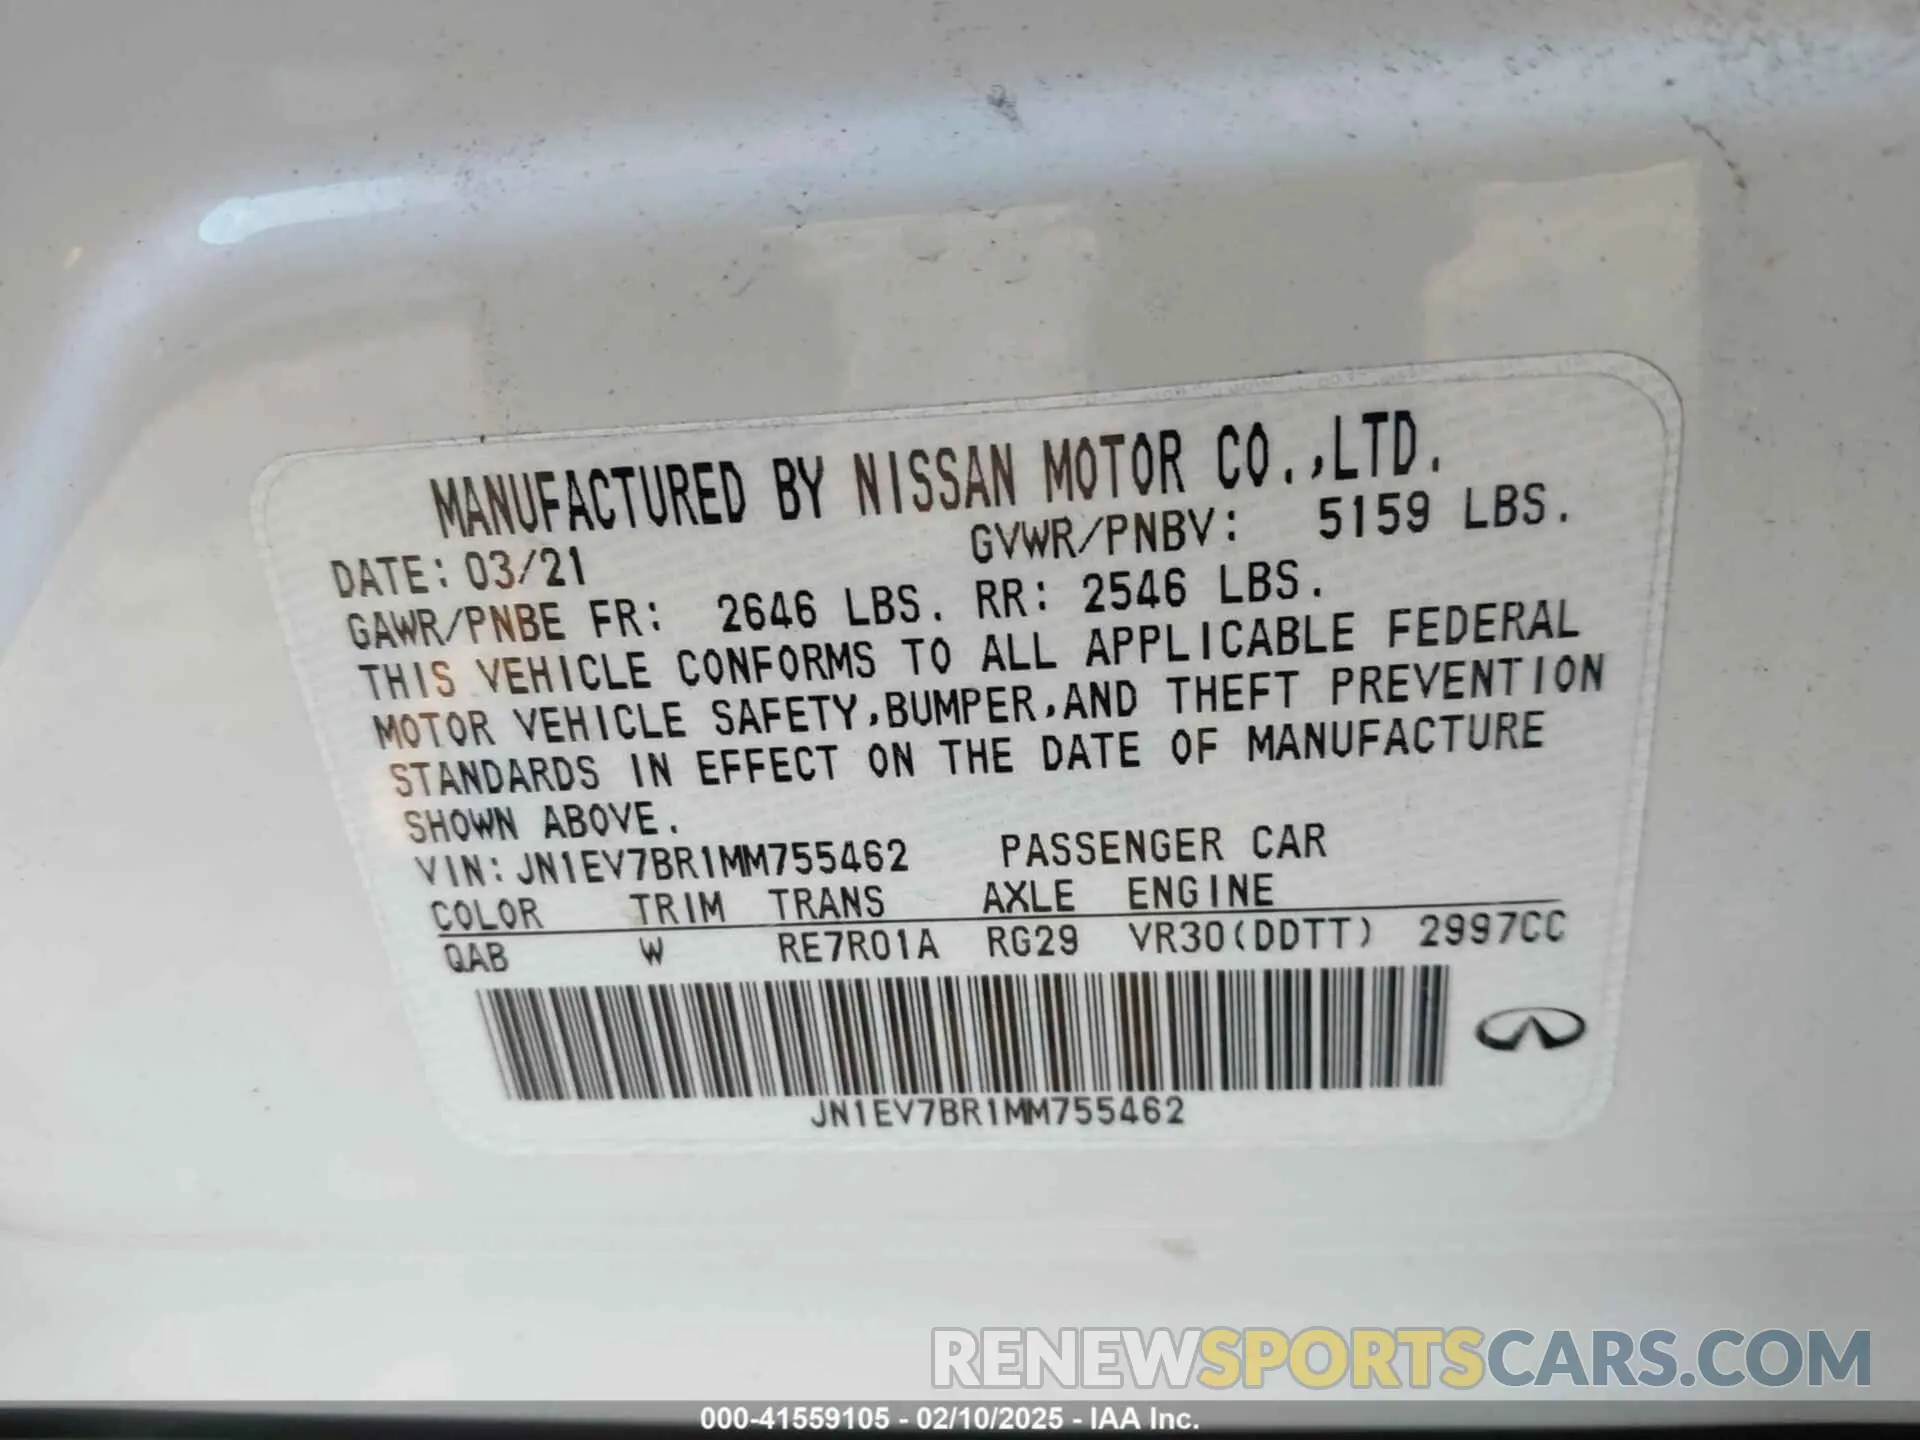 MANUFACTURED BY NISSAN MOTOR CO.,LTD.
DATE: 03/21 GVWR/PNBV: 5159 LBS.
GAWR/PNBE FR: 2646 LBS. RR: 2546 LBS.
THIS VEHICLE CONFORMS TO ALL APPLICABLE FEDERAL
MOTOR VEHICLE SAFETY,BUMPER,AND THEFT PREVENTION
STANDARDS IN EFFECT ON THE DATE OF MANUFACTURE
SHOWN ABOVE.
VIN: JN1EV7BR1MM755462 PASSENGER CAR
COLOR TRIM TRANS AXLE ENGINE
QAB W RE7R01A RG29 VR30(DDTT) 2997CC
JN1EV7BR1MM755462
RENEWSPORTSCARS.COM
000-41559105 - 02/10/2025 - IAA Inc.